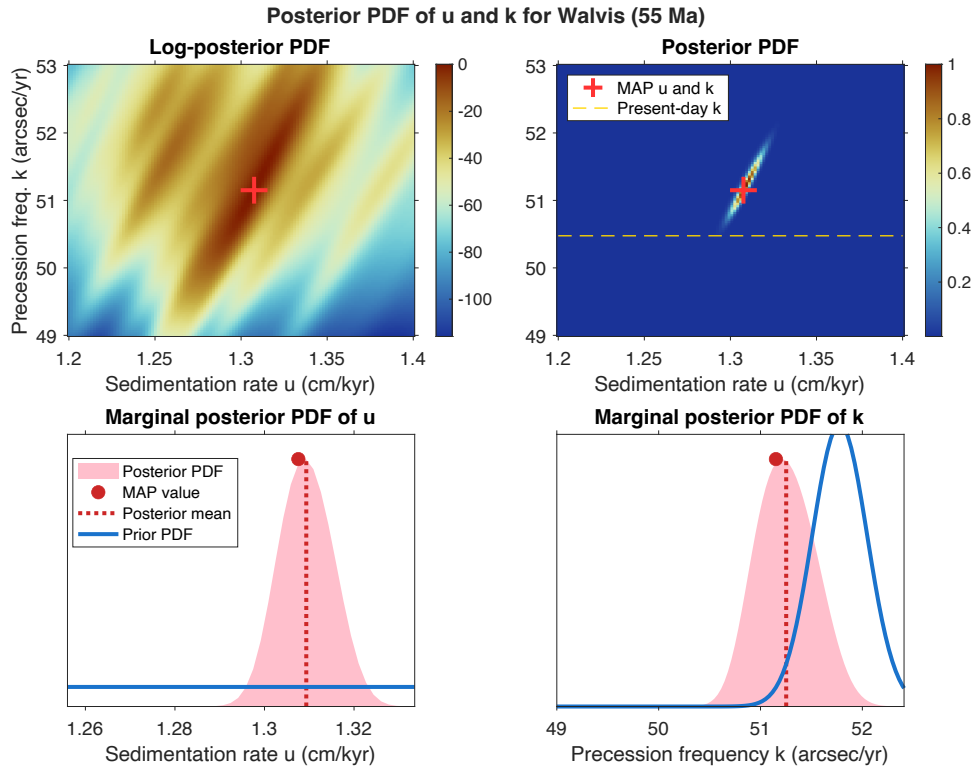 Posterior PDF of u and k for Walvis (55 Ma)
Log-posterior PDF
Precession freq. k (arcsec/yr)
53
52
51
50
49
1.2
1.25
1.3
1.35
1.4
Sedimentation rate u (cm/kyr)
0
-20
-40
-60
-80
-100
Posterior PDF
MAP u and k
Present-day k
53
52
51
50
49
1.2
1.25
1.3
1.35
1.4
Sedimentation rate u (cm/kyr)
1
0.8
0.6
0.4
0.2
Marginal posterior PDF of u
Posterior PDF
MAP value
Posterior mean
Prior PDF
1.26
1.28
1.3
1.32
Sedimentation rate u (cm/kyr)
Marginal posterior PDF of k
49
50
51
52
Precession frequency k (arcsec/yr)